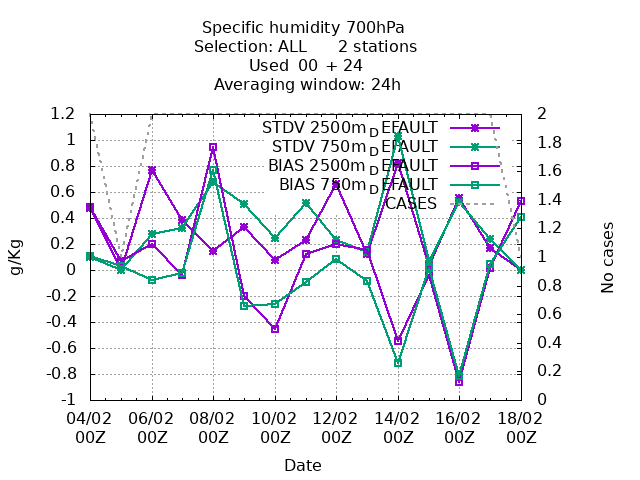 Specific humidity 700hPa
Selection: ALL 2 stations
Used 00 + 24
Averaging window: 24h
STDV 2500m_DEFAULT
STDV 750m_DEFAULT
BIAS 2500m_DEFAULT
BIAS 750m_DEFAULT
CASES
g/Kg
1.2
1
0.8
0.6
0.4
0.2
0
-0.2
-0.4
-0.6
-0.8
-1
No cases
2
1.8
1.6
1.4
1.2
1
0.8
0.6
0.4
0.2
0
04/02 06/02 08/02 10/02 12/02 14/02 16/02 18/02
00Z 00Z 00Z 00Z 00Z 00Z 00Z 00Z
Date